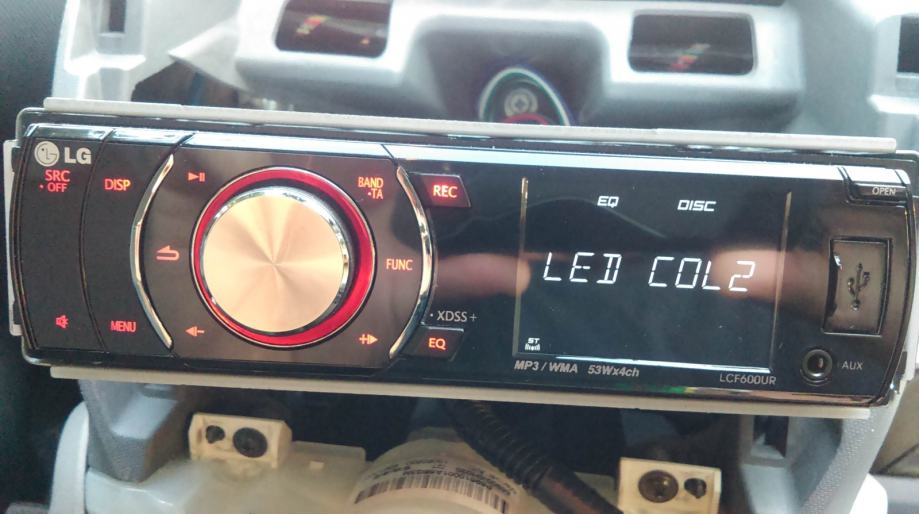 LG
SRC
• OFF
DISP
BAND
•TA
REC
EQ DISC
OPEN
LED COL2
FUNC
• XDSS+
MENU
EQ
ST
AUX
MP3 / WMA 53Wx4ch
LCF600UR